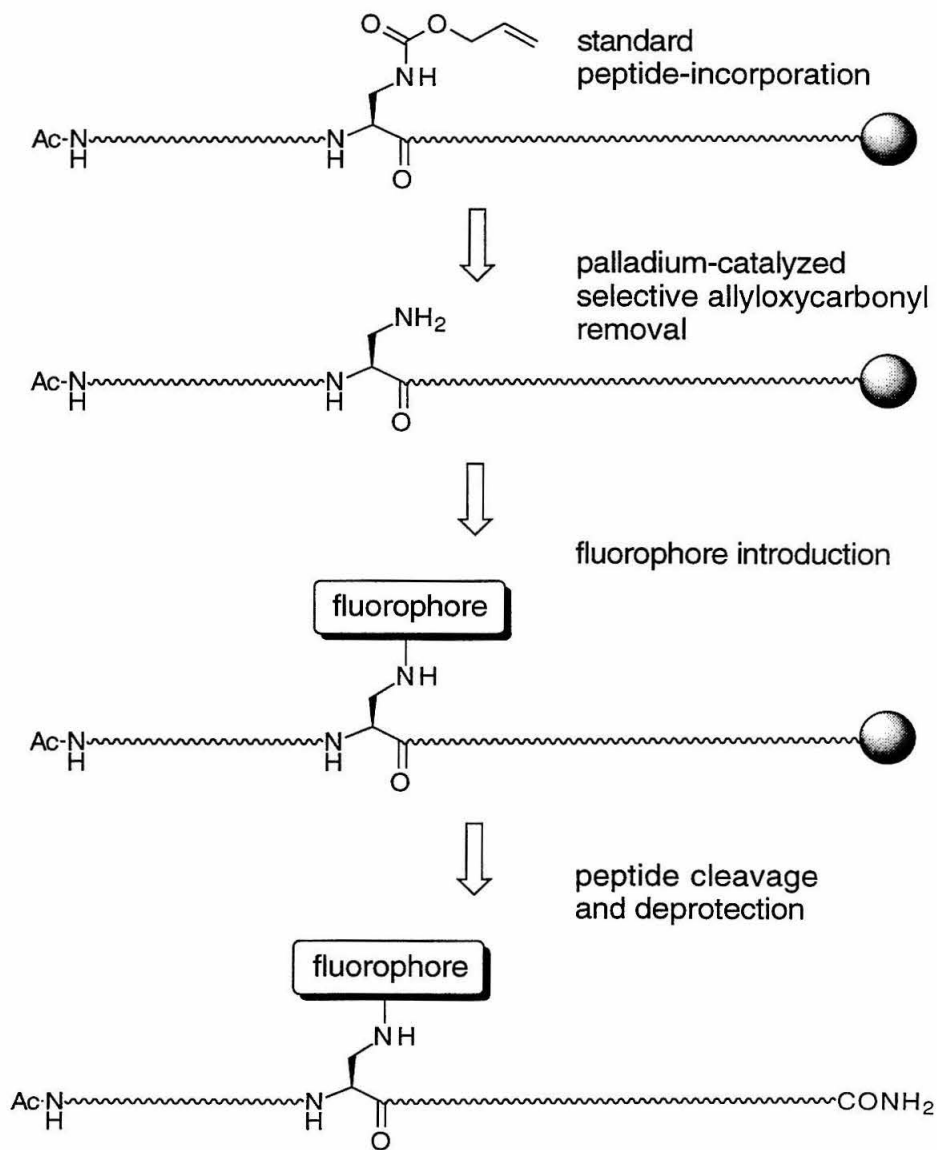 O O
NH
standard
peptide-incorporation
Ac-N
H
N
H
O
palladium-catalyzed
selective allyloxycarbonyl
removal
NH2
Ac-N
H
N
H
O
fluorophore introduction
fluorophore
NH
Ac-N
H
N
H
O
peptide cleavage
and deprotection
fluorophore
NH
Ac-N
H
N
H
O
CONH2